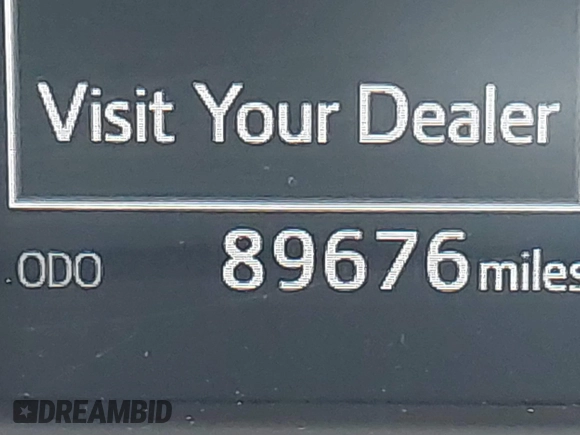 Visit Your Dealer
ODO 89676 miles
DREAMBID